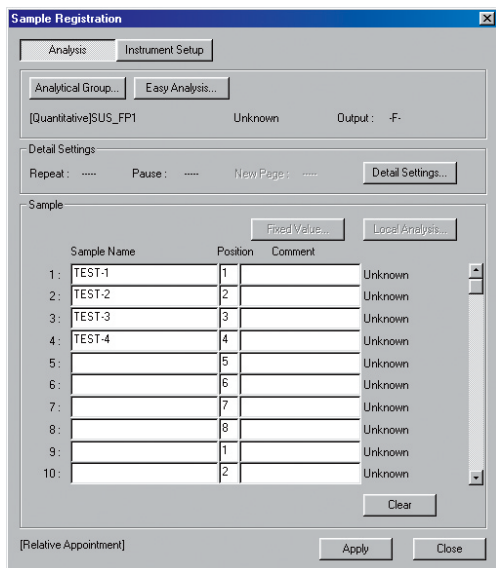 Sample Registration
Analysis Instrument Setup
Analytical Group... Easy Analysis...
[Quantitative]SUS_FP1 Unknown Output : -F-
Detail Settings
Repeat : ----- Pause : ----- New Page : ----- Detail Settings...
Sample
Fixed Value... Local Analysis...
Sample Name Position Comment
1 : TEST-1 1 Unknown
2 : TEST-2 2 Unknown
3 : TEST-3 3 Unknown
4 : TEST-4 4 Unknown
5 : 5 Unknown
6 : 6 Unknown
7 : 7 Unknown
8 : 8 Unknown
9 : 1 Unknown
10 : 2 Unknown
Clear
[Relative Appointment] Apply Close